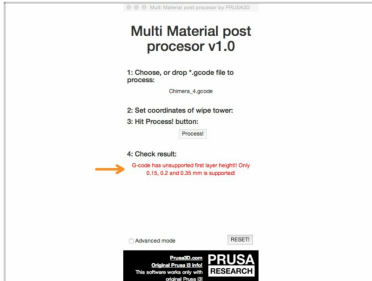 Multi Material post procesor by PRUSA3D
Multi Material post
procesor v1.0
1: Choose, or drop *.gcode file to
process:
Chimera_4.gcode
2: Set coordinates of wipe tower:
3: Hit Process! button:
Process!
4: Check result:
G-code has unsupported first layer height! Only
0.15, 0.2 and 0.35 mm is supported!
Advanced mode
RESET!
Prusa3D.com
Original Prusa i3 info!
This software works only with
original Prusa i3!
PRUSA
RESEARCH